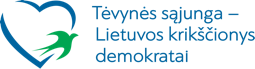 Tėvynės sąjunga –
Lietuvos krikščionys
demokratai